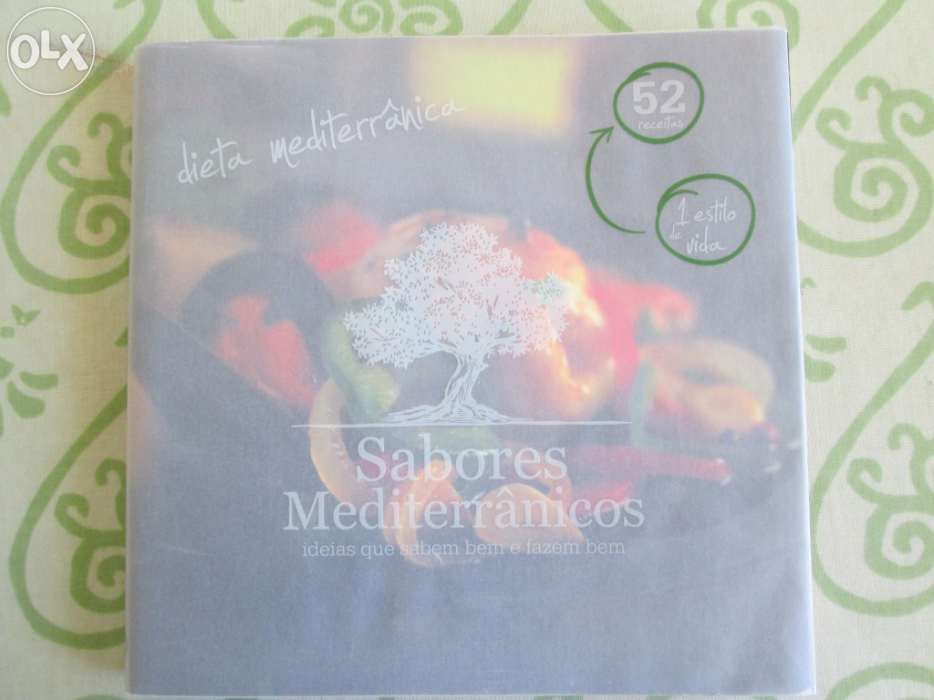 OLX
dieta mediterrânica
52
receitas
1 estilo
de vida
Sabores
Mediterrânicos
ideias que sabem bem e fazem bem